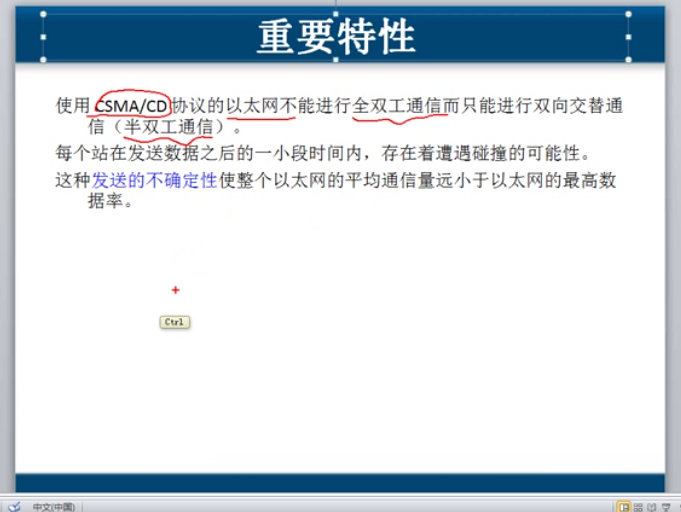 重要特性
使用 CSMA/CD 协议的以太网不能进行全双工通信而只能进行双向交替通
信（半双工通信）。
每个站在发送数据之后的一小段时间内，存在着遭遇碰撞的可能性。
这种发送的不确定性使整个以太网的平均通信量远小于以太网的最高数
据率。
Ctrl
中文(中国)